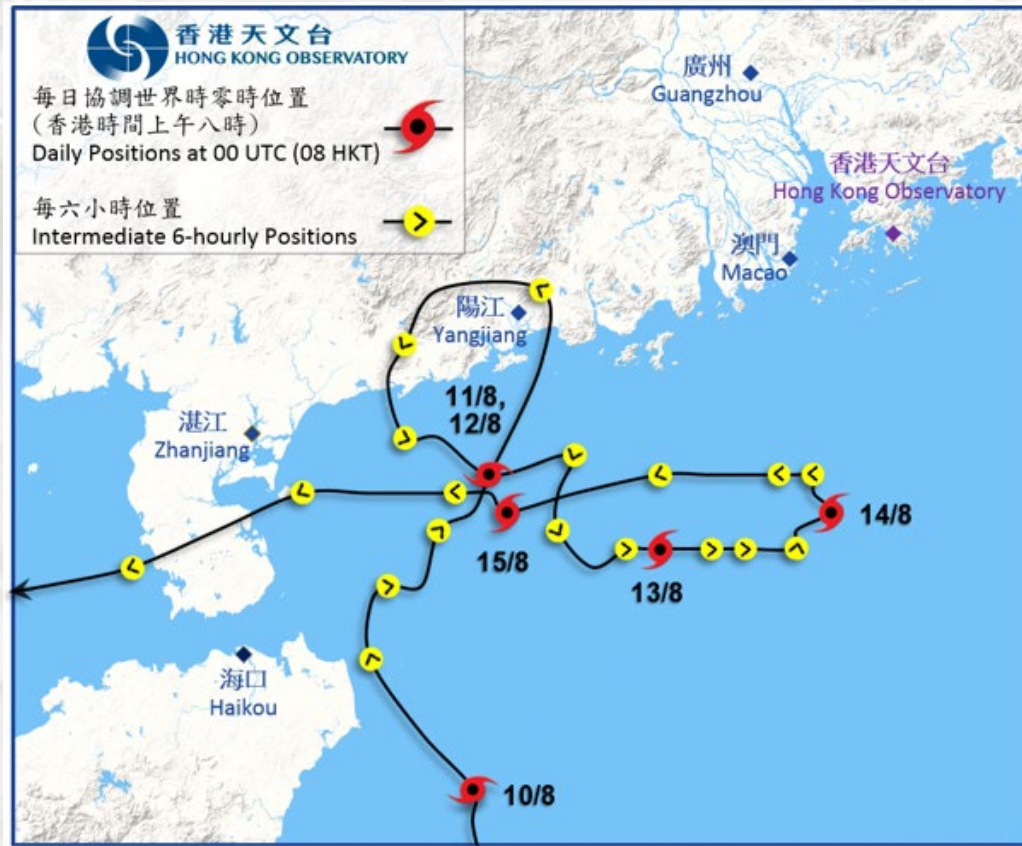 香港天文台
HONG KONG OBSERVATORY
每日協調世界時零時位置
(香港時間上午八時)
Daily Positions at 00 UTC (08 HKT)
每六小時位置
Intermediate 6-hourly Positions
廣州
Guangzhou
香港天文台
Hong Kong Observatory
澳門
Macao
陽江
Yangjiang
11/8,
12/8
湛江
Zhanjiang
14/8
15/8
13/8
海口
Haikou
10/8